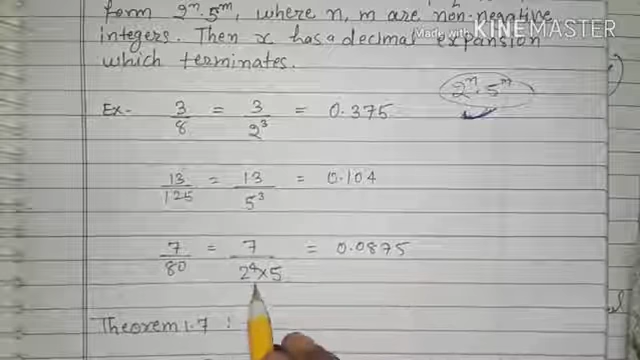 form 2ⁿ.5ᵐ, where n, m are non-negative
Made with KINEMASTER
integers. Then x has a decimal expansion
which terminates.
2ⁿ.5ᵐ
Ex- 3/8 = 3/2³ = 0.375
13/125 = 13/5³ = 0.104
7/80 = 7/2⁴×5 = 0.0875
Theorem 1.7 :